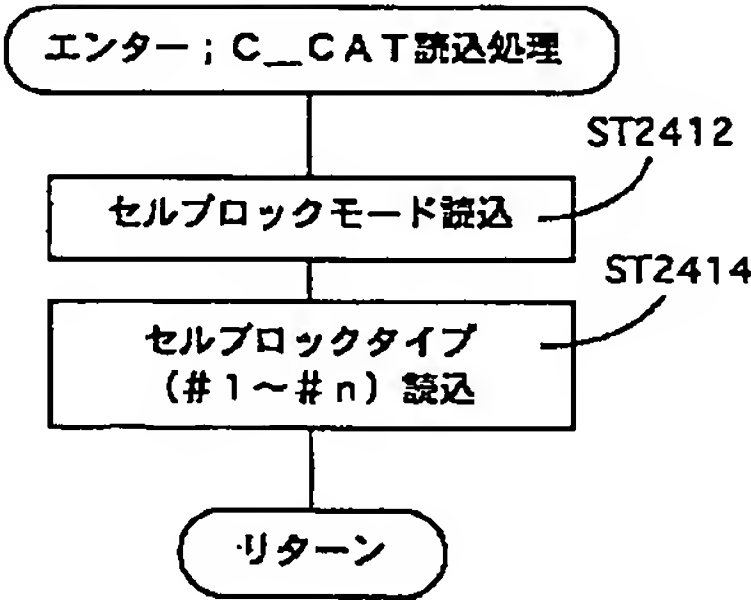 エンター；C＿CAT読込処理
ST2412
セルブロックモード読込
ST2414
セルブロックタイプ
（＃1～＃n）読込
リターン